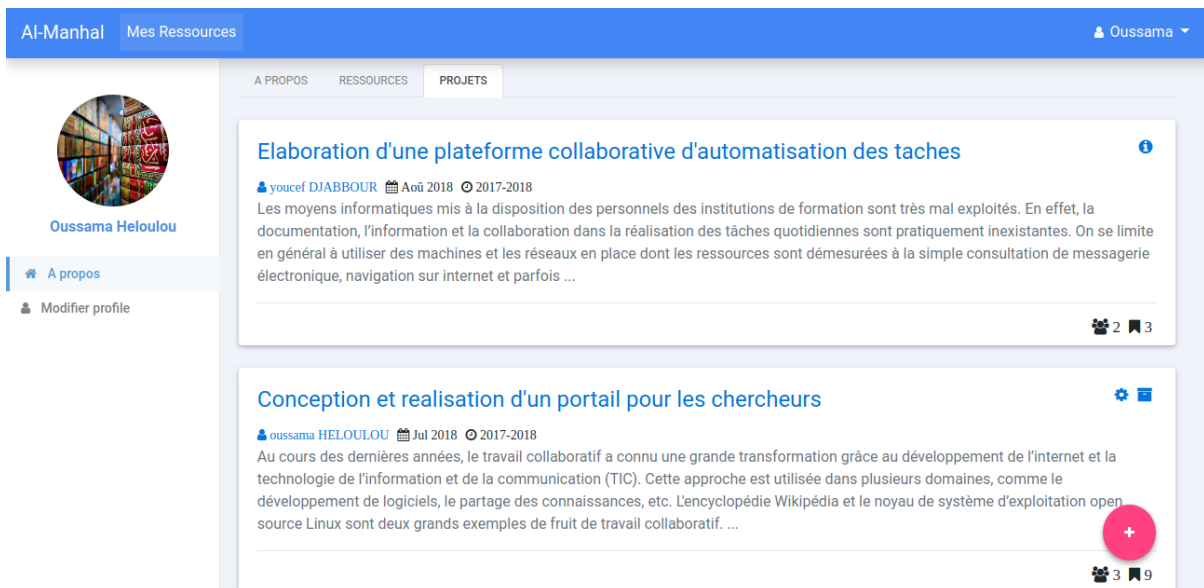 Al-Manhal Mes Ressources Oussama
A PROPOS RESSOURCES PROJETS
Oussama Heloulou
A propos
Modifier profile
Elaboration d'une plateforme collaborative d'automatisation des taches
youcef DJABBOUR Aoû 2018 2017-2018
Les moyens informatiques mis à la disposition des personnels des institutions de formation sont très mal exploités. En effet, la
documentation, l'information et la collaboration dans la réalisation des tâches quotidiennes sont pratiquement inexistantes. On se limite
en général à utiliser des machines et les réseaux en place dont les ressources sont démesurées à la simple consultation de messagerie
électronique, navigation sur internet et parfois ...
2 3
Conception et realisation d'un portail pour les chercheurs
oussama HELOULOU Jul 2018 2017-2018
Au cours des dernières années, le travail collaboratif a connu une grande transformation grâce au développement de l'internet et la
technologie de l'information et de la communication (TIC). Cette approche est utilisée dans plusieurs domaines, comme le
développement de logiciels, le partage des connaissances, etc. L'encyclopédie Wikipédia et le noyau de système d'exploitation open
source Linux sont deux grands exemples de fruit de travail collaboratif. ...
+
3 9